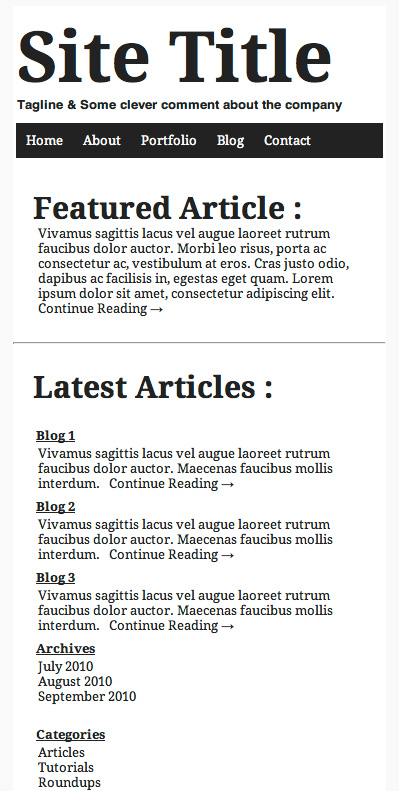 Site Title
Tagline & Some clever comment about the company
Home About Portfolio Blog Contact
Featured Article :
Vivamus sagittis lacus vel augue laoreet rutrum
faucibus dolor auctor. Morbi leo risus, porta ac
consectetur ac, vestibulum at eros. Cras justo odio,
dapibus ac facilisis in, egestas eget quam. Lorem
ipsum dolor sit amet, consectetur adipiscing elit.
Continue Reading →
Latest Articles :
Blog 1
Vivamus sagittis lacus vel augue laoreet rutrum
faucibus dolor auctor. Maecenas faucibus mollis
interdum. Continue Reading →
Blog 2
Vivamus sagittis lacus vel augue laoreet rutrum
faucibus dolor auctor. Maecenas faucibus mollis
interdum. Continue Reading →
Blog 3
Vivamus sagittis lacus vel augue laoreet rutrum
faucibus dolor auctor. Maecenas faucibus mollis
interdum. Continue Reading →
Archives
July 2010
August 2010
September 2010
Categories
Articles
Tutorials
Roundups